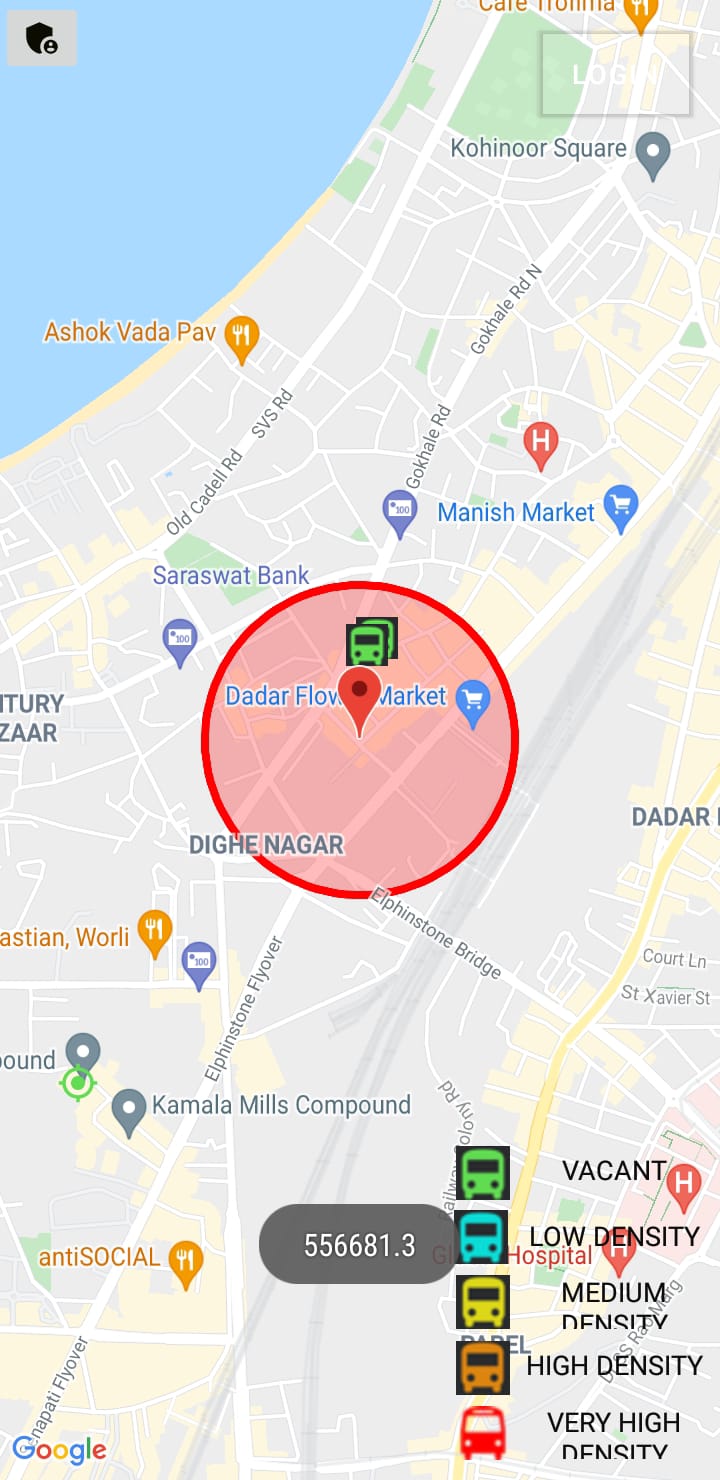 Cafe Trofima
LOGIN
Kohinoor Square
Gokhale Rd N
Ashok Vada Pav
SVS Rd
Gokhale Rd
Old Cadell Rd
Manish Market
Saraswat Bank
NTURY
ZAAR
Dadar Flow Market
DADAR
DIGHE NAGAR
Elphinstone Bridge
astian, Worli
Elphinstone Flyover
Court Ln
St Xavier St
ound
Kamala Mills Compound
Railway Colony Rd
VACANT
556681.3
LOW DENSITY
Hospital
antiSOCIAL
MEDIUM
DENSITY
PAREL
HIGH DENSITY
enapati Flyover
VERY HIGH
DENSITY
Google